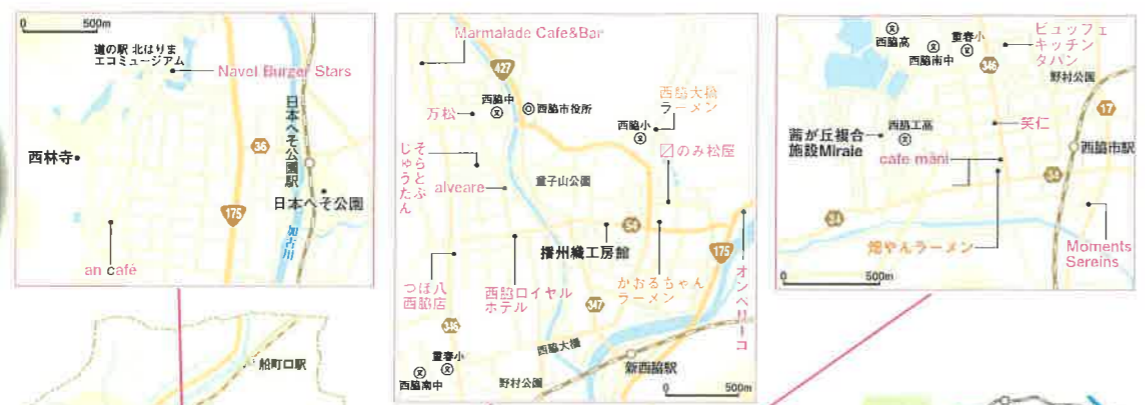 0
500m
道の駅 北はりま
エコミュージアム
Navel Burger Stars
日本へそ公園駅
36
西林寺
日本へそ公園
175
加古川
an café
船町口駅
Marmalade Cafe&Bar
427
西脇中
西脇市役所
万松
西脇大橋
ラーメン
西脇小
そらとぶ
じゅうたん
alveare
童子山公園
のみ松屋
54
播州織工房館
175
つぼ八
西脇店
西脇ロイヤル
ホテル
かおるちゃん
ラーメン
オンベリーコ
346
347
重春小
西脇南中
西脇大橋
野村公園
新西脇駅
0
500m
西脇高
西脇南中
重春小
ビュッフェ
キッチン
タパン
346
野村公園
17
茜が丘複合
施設Miraie
西脇工高
笑仁
西脇市駅
cafe māni
34
34
畑やんラーメン
Moments
Sereins
0
500m